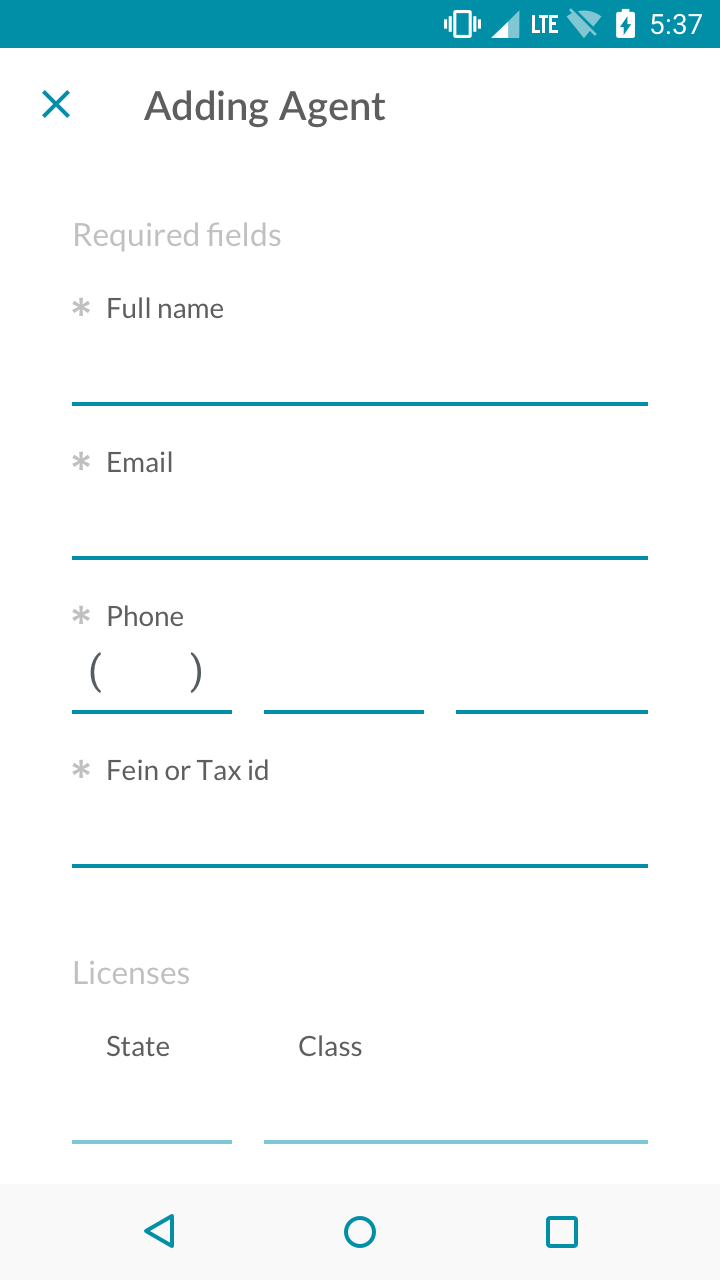 LTE 5:37
Adding Agent
Required fields
* Full name
* Email
* Phone
( )
* Fein or Tax id
Licenses
State Class